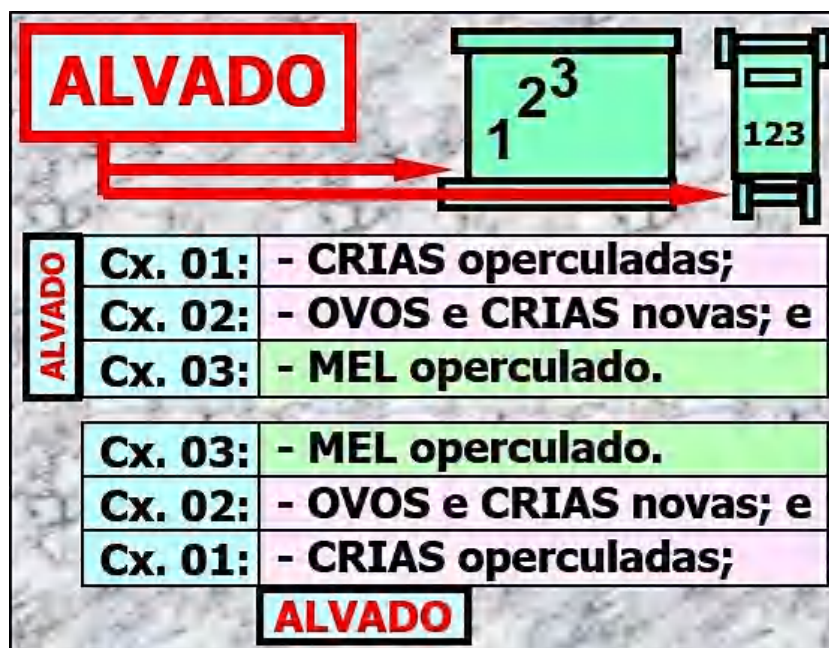 ALVADO
1 2 3
123
ALVADO
Cx. 01: - CRIAS operculadas;
Cx. 02: - OVOS e CRIAS novas; e
Cx. 03: - MEL operculado.
Cx. 03: - MEL operculado.
Cx. 02: - OVOS e CRIAS novas; e
Cx. 01: - CRIAS operculadas;
ALVADO